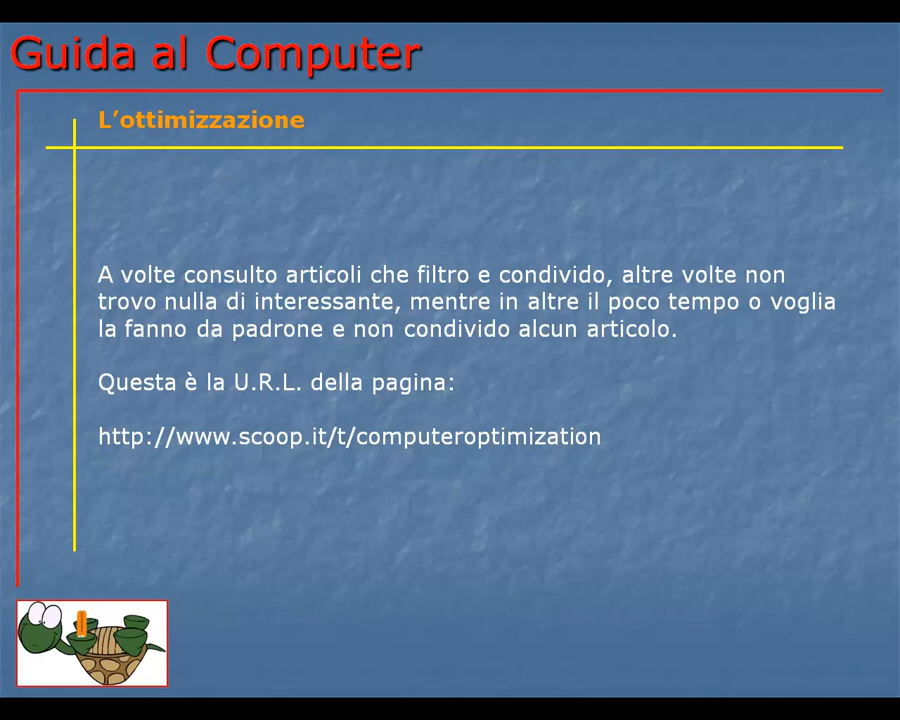 Guida al Computer
L’ottimizzazione
A volte consulto articoli che filtro e condivido, altre volte non
trovo nulla di interessante, mentre in altre il poco tempo o voglia
la fanno da padrone e non condivido alcun articolo.
Questa è la U.R.L. della pagina:
http://www.scoop.it/t/computeroptimization